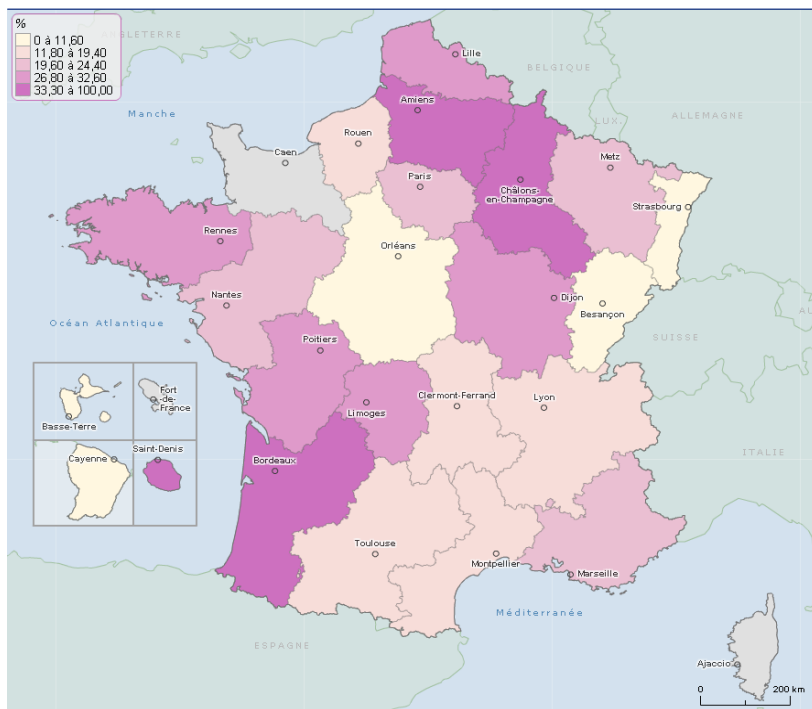 %
0 à 11,60
11,80 à 19,40
19,60 à 24,40
26,80 à 32,60
33,30 à 100,00
ANGLETERRE
Lille
BELGIQUE
Amiens
Manche
LUX.
ALLEMAGNE
Rouen
Caen
Metz
Paris
Châlons-
en-Champagne
Strasbourg
Rennes
Orléans
Nantes
Dijon
Besançon
Océan Atlantique
SUISSE
AU
Poitiers
Fort
-de-
France
Basse-Terre
Limoges
Clermont-Ferrand
Lyon
Saint-Denis
Cayenne
Bordeaux
ITALIE
Toulouse
Montpellier
Marseille
Méditerranée
ESPAGNE
Ajaccio
0
200 km